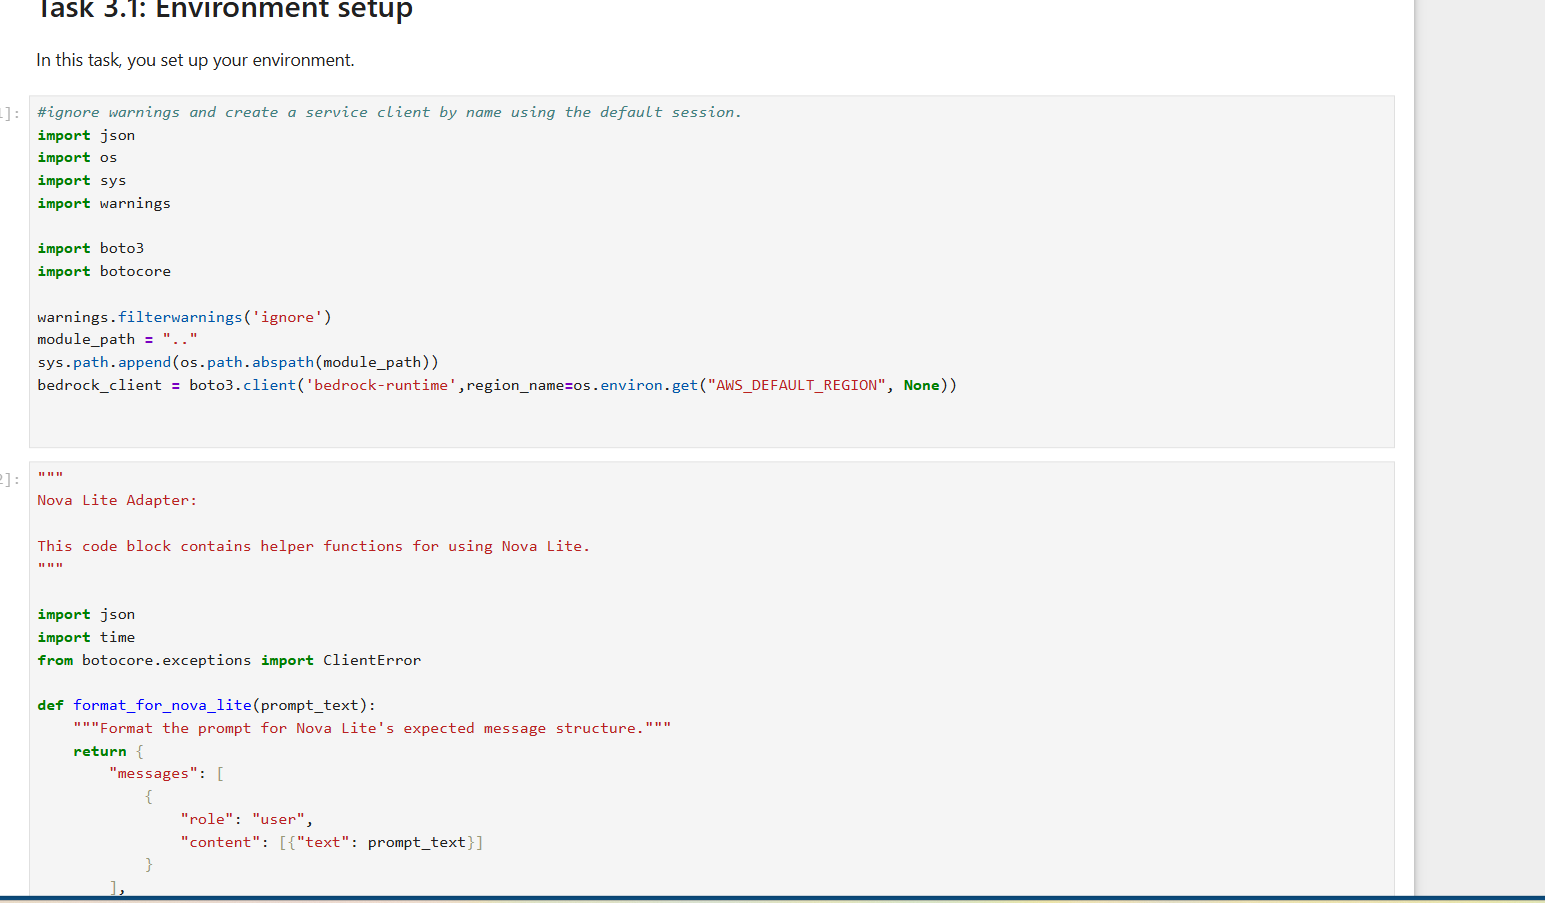 Task 3.1: Environment setup
In this task, you set up your environment.
1]:
#ignore warnings and create a service client by name using the default session.
import json
import os
import sys
import warnings
import boto3
import botocore
warnings.filterwarnings('ignore')
module_path = ".."
sys.path.append(os.path.abspath(module_path))
bedrock_client = boto3.client('bedrock-runtime',region_name=os.environ.get("AWS_DEFAULT_REGION", None))
2]:
"""
Nova Lite Adapter:
This code block contains helper functions for using Nova Lite.
"""
import json
import time
from botocore.exceptions import ClientError
def format_for_nova_lite(prompt_text):
"""Format the prompt for Nova Lite's expected message structure."""
return {
"messages": [
{
"role": "user",
"content": [{"text": prompt_text}]
}
],